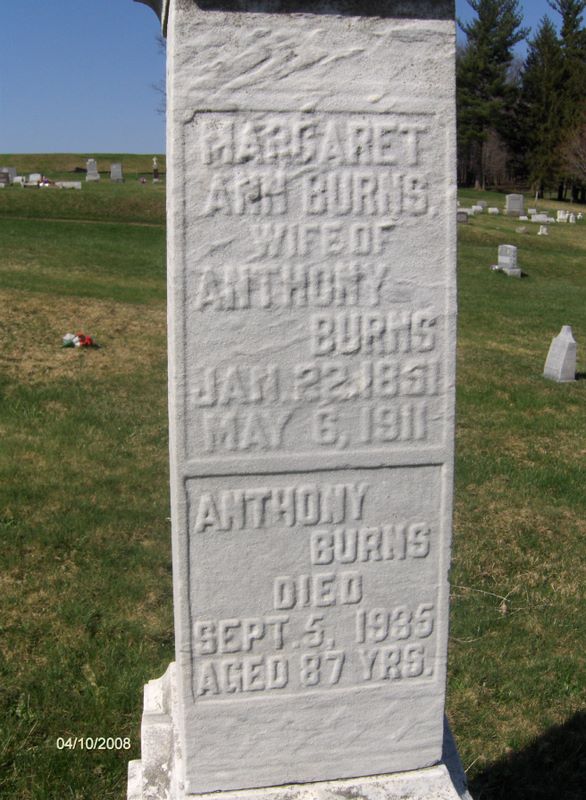 MARGARET
ANN BURNS.
WIFE OF
ANTHONY
BURNS
JAN. 22, 1851
MAY 6, 1911
ANTHONY
BURNS
DIED
SEPT. 5, 1935
AGED 87 YRS.
04/10/2008